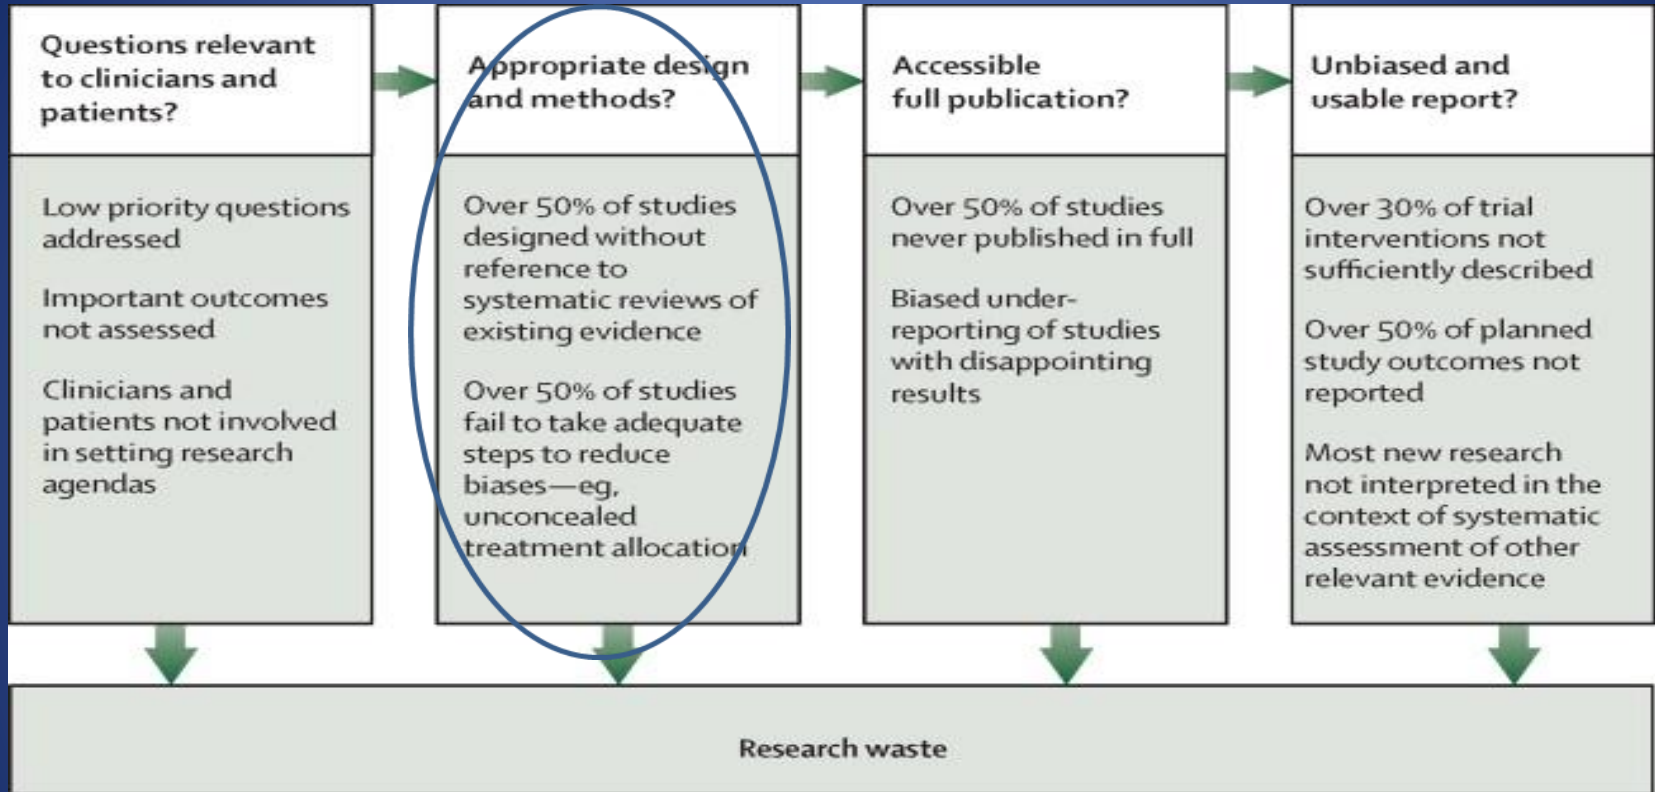 Questions relevant
to clinicians and
patients?
Low priority questions
addressed
Important outcomes
not assessed
Clinicians and
patients not involved
in setting research
agendas
Appropriate design
and methods?
Over 50% of studies
designed without
reference to
systematic reviews of
existing evidence
Over 50% of studies
fail to take adequate
steps to reduce
biases—eg,
unconcealed
treatment allocation
Accessible
full publication?
Over 50% of studies
never published in full
Biased under-
reporting of studies
with disappointing
results
Unbiased and
usable report?
Over 30% of trial
interventions not
sufficiently described
Over 50% of planned
study outcomes not
reported
Most new research
not interpreted in the
context of systematic
assessment of other
relevant evidence
Research waste